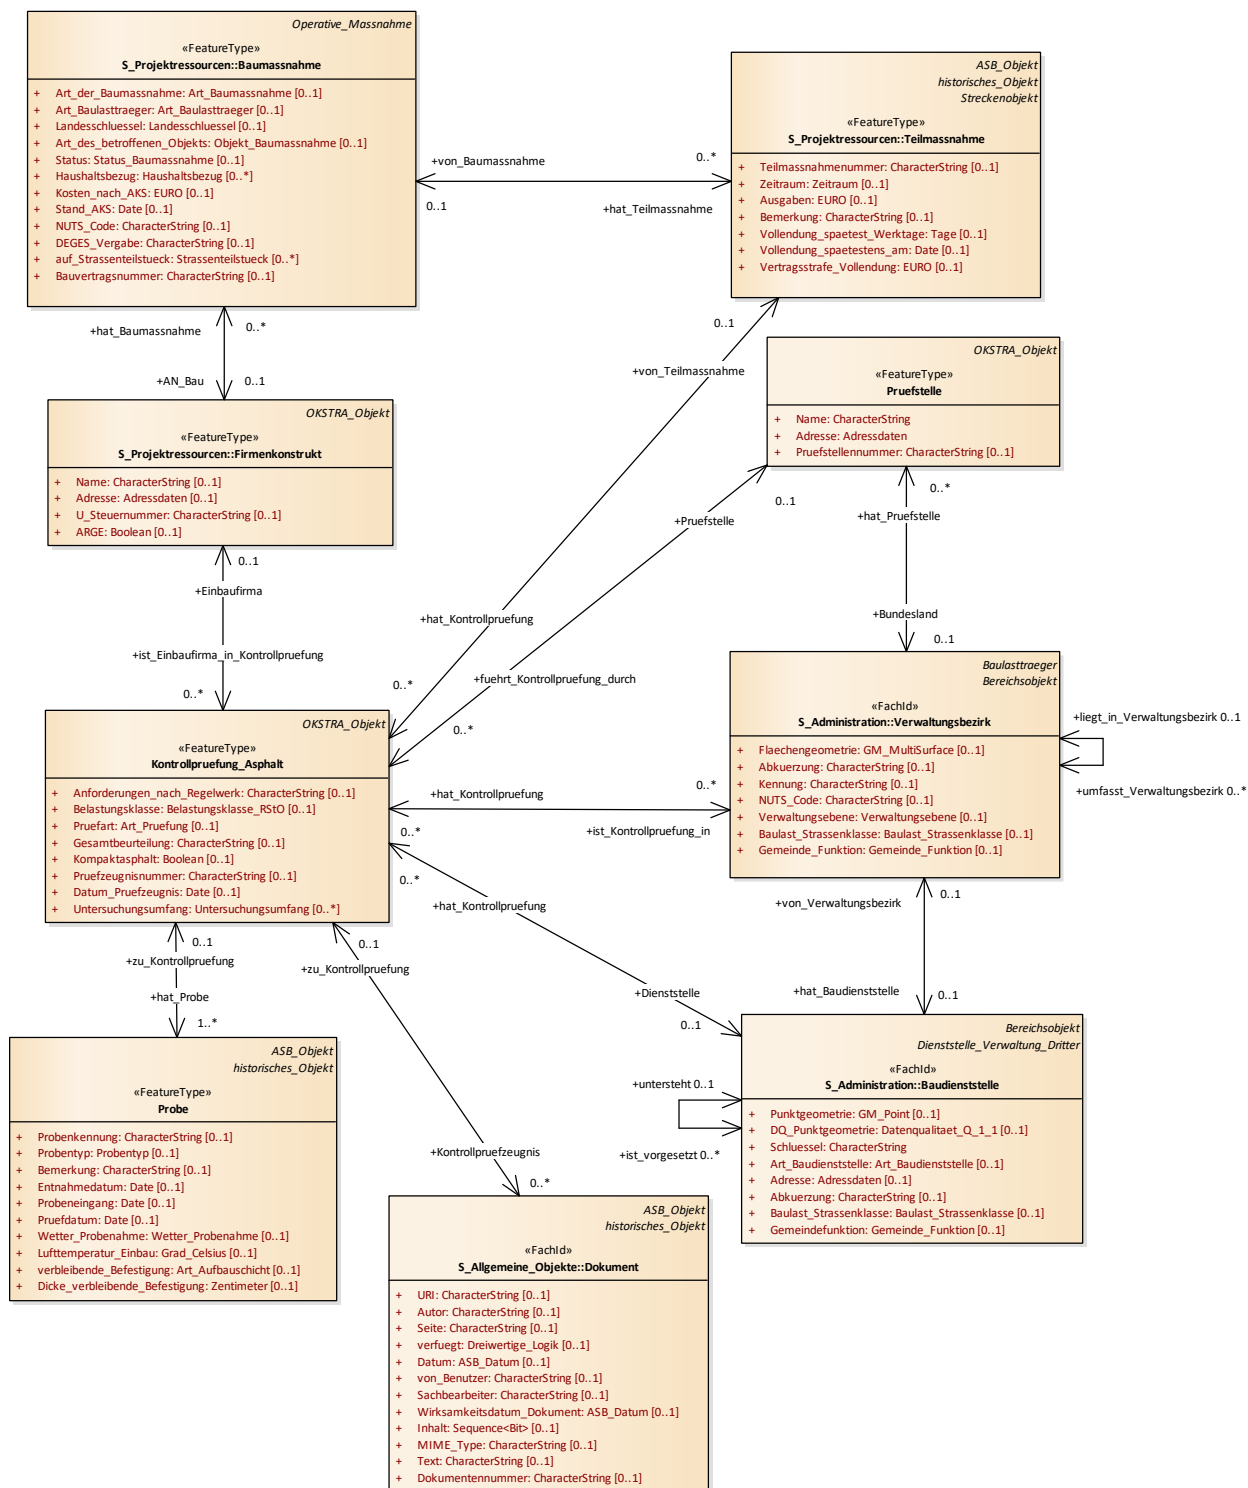 Operative_Massnahme
«FeatureType»
S_Projektressourcen::Baumassnahme
+ Art_der_Baumassnahme: Art_Baumassnahme [0..1]
+ Art_Baulasttraeger: Art_Baulasttraeger [0..1]
+ Landesschluessel: Landesschluessel [0..1]
+ Art_des_betroffenen_Objekts: Objekt_Baumassnahme [0..1]
+ Status: Status_Baumassnahme [0..1]
+ Haushaltsbezug: Haushaltsbezug [0..*]
+ Kosten_nach_AKS: EURO [0..1]
+ Stand_AKS: Date [0..1]
+ NUTS_Code: CharacterString [0..1]
+ DEGES_Vergabe: CharacterString [0..1]
+ auf_Strassenteilstueck: Strassenteilstueck [0..*]
+ Bauvertragsnummer: CharacterString [0..1]
ASB_Objekt
historisches_Objekt
Streckenobjekt
«FeatureType»
S_Projektressourcen::Teilmassnahme
+ Teilmassnahmenummer: CharacterString [0..1]
+ Zeitraum: Zeitraum [0..1]
+ Ausgaben: EURO [0..1]
+ Bemerkung: CharacterString [0..1]
+ Vollendung_spaetest_Werktage: Tage [0..1]
+ Vollendung_spaetestens_am: Date [0..1]
+ Vertragsstrafe_Vollendung: EURO [0..1]
+von_Baumassnahme
0..*
0..1
+hat_Teilmassnahme
+hat_Baumassnahme
0..*
+AN_Bau
0..1
0..1
+von_Teilmassnahme
OKSTRA_Objekt
«FeatureType»
Pruefstelle
+ Name: CharacterString
+ Adresse: Adressdaten
+ Pruefstellennummer: CharacterString [0..1]
OKSTRA_Objekt
«FeatureType»
S_Projektressourcen::Firmenkonstrukt
+ Name: CharacterString [0..1]
+ Adresse: Adressdaten [0..1]
+ U_Steuernummer: CharacterString [0..1]
+ ARGE: Boolean [0..1]
0..1
+Pruefstelle
0..*
+hat_Pruefstelle
0..1
+Einbaufirma
+hat_Kontrollpruefung
+Bundesland
0..1
+ist_Einbaufirma_in_Kontrollpruefung
0..*
+fuehrt_Kontrollpruefung_durch
0..*
0..*
Baulasttraeger
Bereichsobjekt
«FachId»
S_Administration::Verwaltungsbezirk
+ Flaechengeometrie: GM_MultiSurface [0..1]
+ Abkuerzung: CharacterString [0..1]
+ Kennung: CharacterString [0..1]
+ NUTS_Code: CharacterString [0..1]
+ Verwaltungsebene: Verwaltungsebene [0..1]
+ Baulast_Strassenklasse: Baulast_Strassenklasse [0..1]
+ Gemeinde_Funktion: Gemeinde_Funktion [0..1]
+liegt_in_Verwaltungsbezirk 0..1
+umfasst_Verwaltungsbezirk 0..*
OKSTRA_Objekt
«FeatureType»
Kontrollpruefung_Asphalt
+ Anforderungen_nach_Regelwerk: CharacterString [0..1]
+ Belastungsklasse: Belastungsklasse_RStO [0..1]
+ Pruefart: Art_Pruefung [0..1]
+ Gesamtbeurteilung: CharacterString [0..1]
+ Kompaktasphalt: Boolean [0..1]
+ Pruefzeugnisnummer: CharacterString [0..1]
+ Datum_Pruefzeugnis: Date [0..1]
+ Untersuchungsumfang: Untersuchungsumfang [0..*]
+hat_Kontrollpruefung
0..*
0..*
+ist_Kontrollpruefung_in
0..*
+hat_Kontrollpruefung
+von_Verwaltungsbezirk
0..1
0..1
+zu_Kontrollpruefung
+hat_Probe
1..*
0..1
+zu_Kontrollpruefung
+Dienststelle
0..1
+hat_Baudienststelle
0..1
Bereichsobjekt
Dienststelle_Verwaltung_Dritter
«FachId»
S_Administration::Baudienststelle
+ Punktgeometrie: GM_Point [0..1]
+ DQ_Punktgeometrie: Datenqualitaet_Q_1_1 [0..1]
+ Schluessel: CharacterString
+ Art_Baudienststelle: Art_Baudienststelle [0..1]
+ Adresse: Adressdaten [0..1]
+ Abkuerzung: CharacterString [0..1]
+ Baulast_Strassenklasse: Baulast_Strassenklasse [0..1]
+ Gemeindefunktion: Gemeinde_Funktion [0..1]
+untersteht 0..1
+ist_vorgesetzt 0..*
ASB_Objekt
historisches_Objekt
«FeatureType»
Probe
+ Probenkennung: CharacterString [0..1]
+ Probentyp: Probentyp [0..1]
+ Bemerkung: CharacterString [0..1]
+ Entnahmedatum: Date [0..1]
+ Probeneingang: Date [0..1]
+ Pruefdatum: Date [0..1]
+ Wetter_Probenahme: Wetter_Probenahme [0..1]
+ Lufttemperatur_Einbau: Grad_Celsius [0..1]
+ verbleibende_Befestigung: Art_Aufbauschicht [0..1]
+ Dicke_verbleibende_Befestigung: Zentimeter [0..1]
+Kontrollpruefzeugnis
0..*
ASB_Objekt
historisches_Objekt
«FachId»
S_Allgemeine_Objekte::Dokument
+ URI: CharacterString [0..1]
+ Autor: CharacterString [0..1]
+ Seite: CharacterString [0..1]
+ verfuegt: Dreiwertige_Logik [0..1]
+ Datum: ASB_Datum [0..1]
+ von_Benutzer: CharacterString [0..1]
+ Sachbearbeiter: CharacterString [0..1]
+ Wirksamkeitsdatum_Dokument: ASB_Datum [0..1]
+ Inhalt: Sequence<Bit> [0..1]
+ MIME_Type: CharacterString [0..1]
+ Text: CharacterString [0..1]
+ Dokumentennummer: CharacterString [0..1]